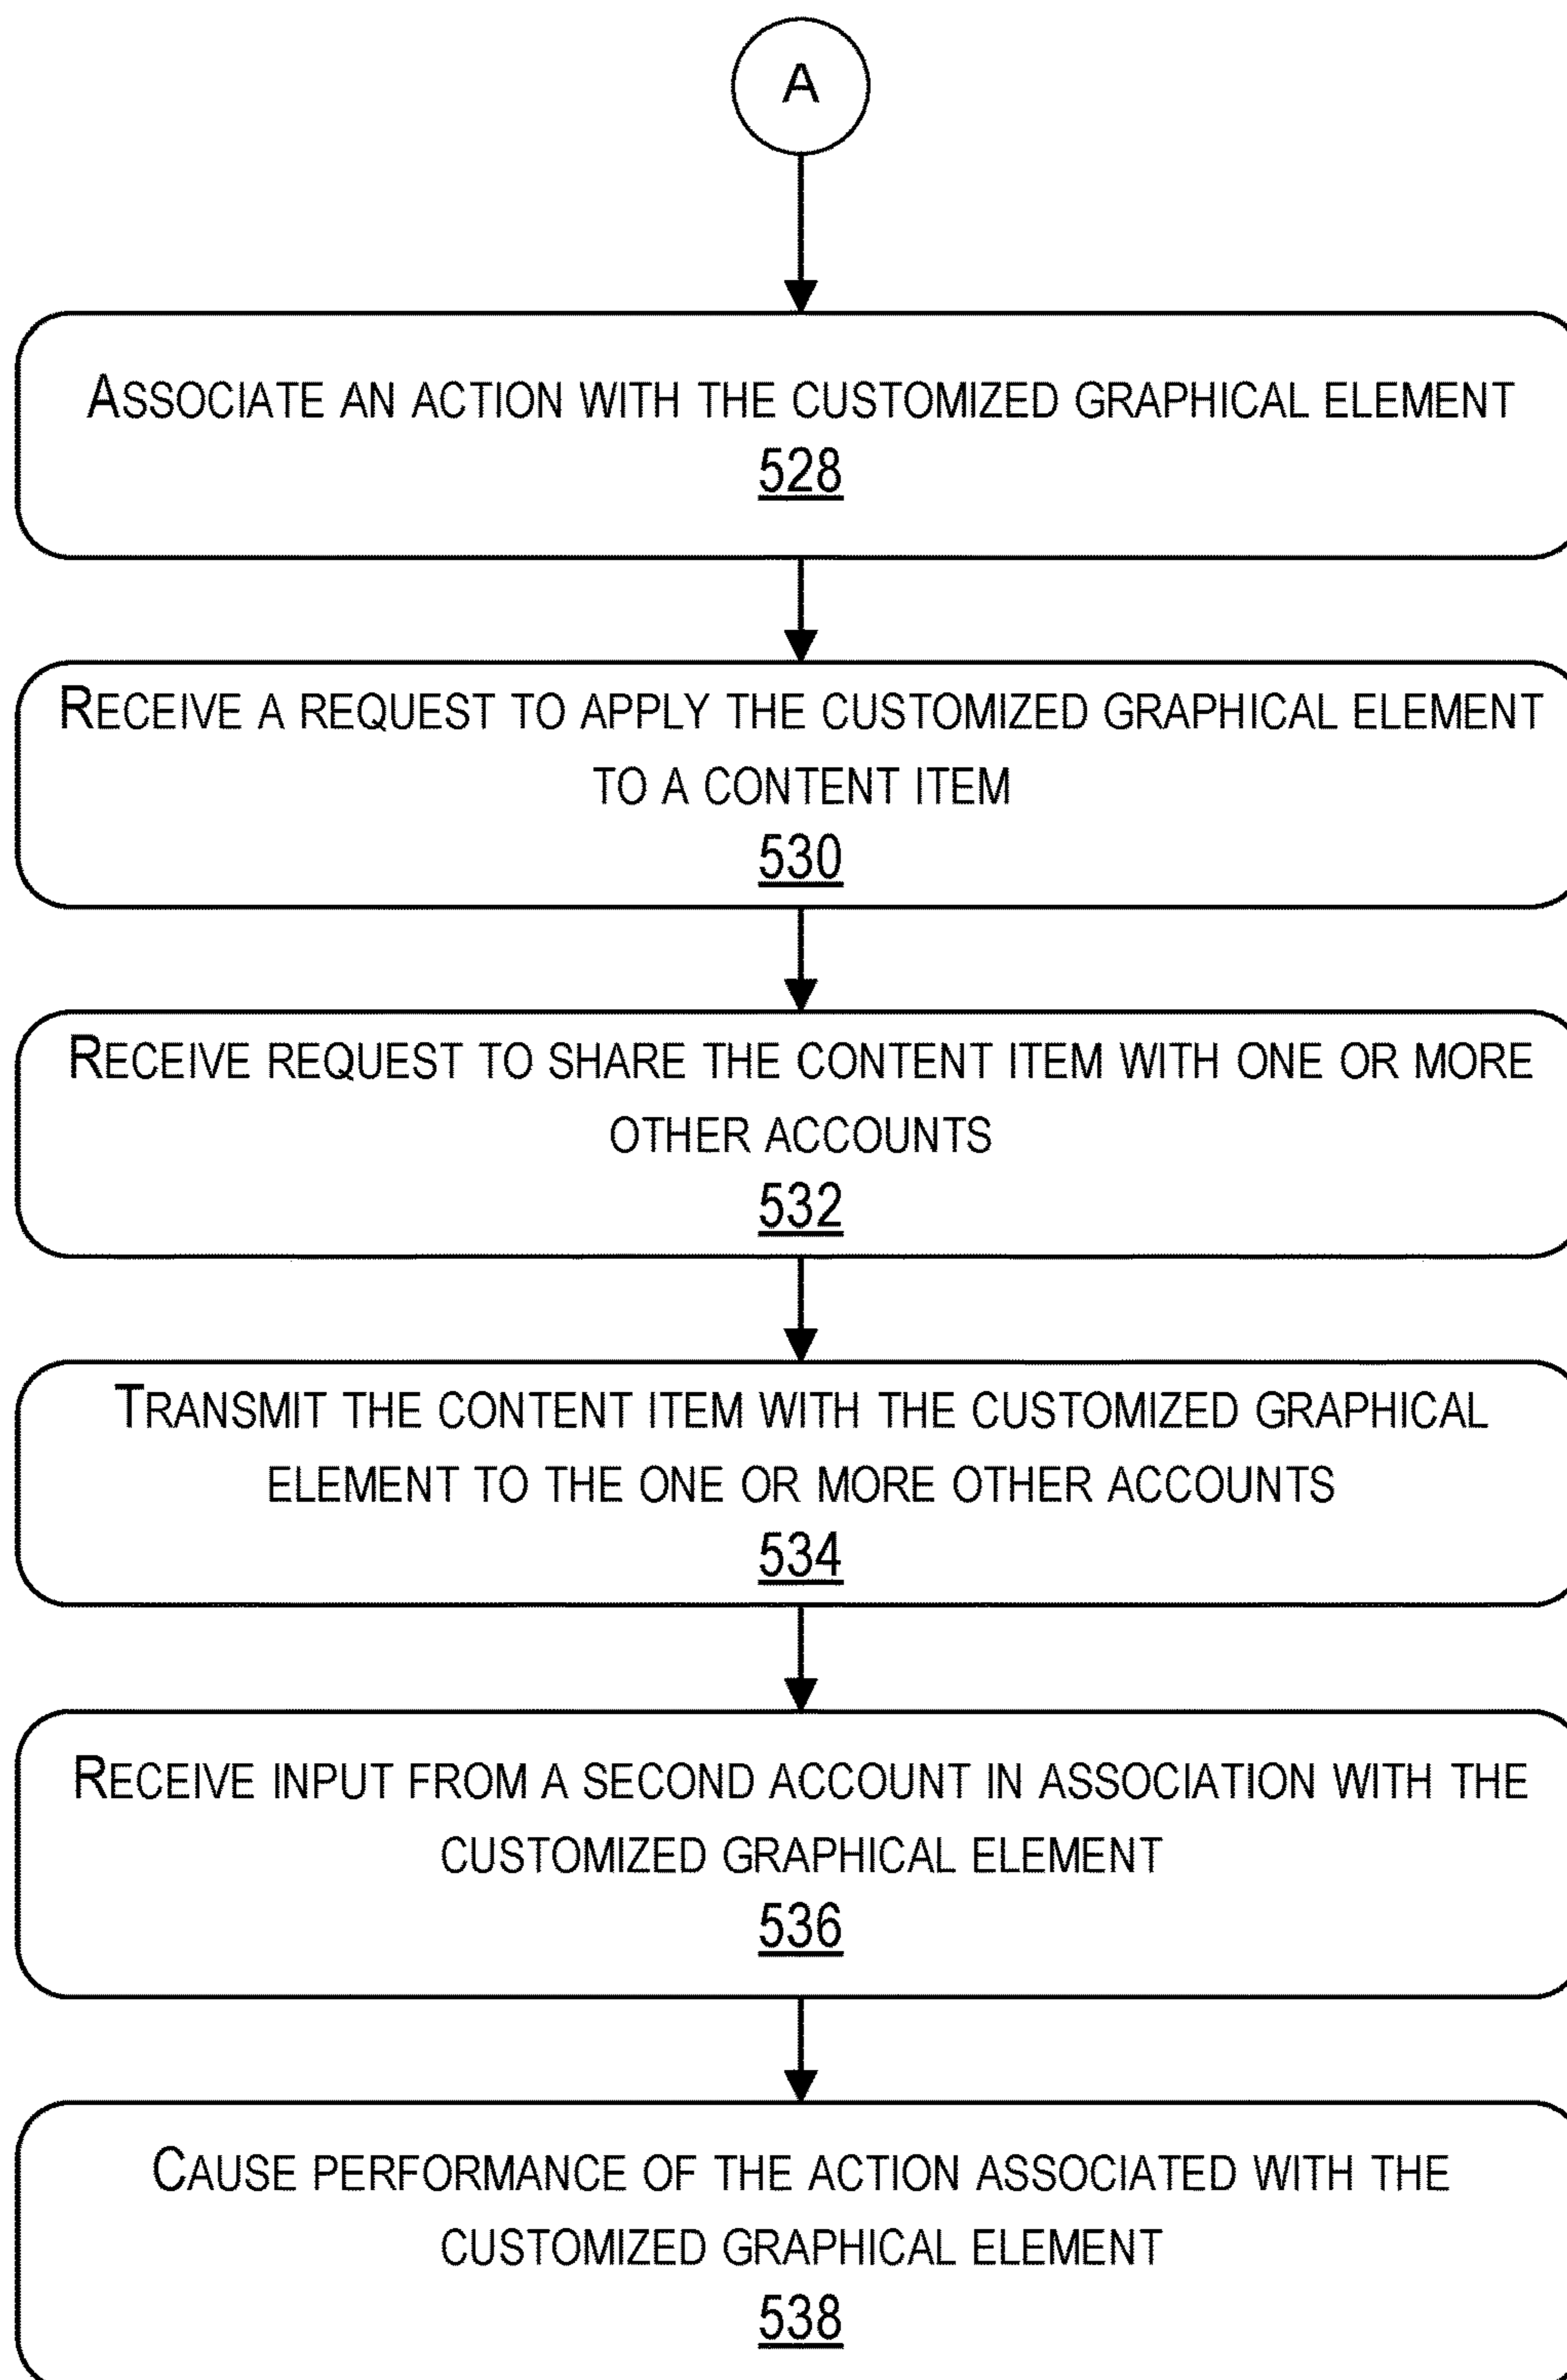 A
ASSOCIATE AN ACTION WITH THE CUSTOMIZED GRAPHICAL ELEMENT
528
RECEIVE A REQUEST TO APPLY THE CUSTOMIZED GRAPHICAL ELEMENT
TO A CONTENT ITEM
530
RECEIVE REQUEST TO SHARE THE CONTENT ITEM WITH ONE OR MORE
OTHER ACCOUNTS
532
TRANSMIT THE CONTENT ITEM WITH THE CUSTOMIZED GRAPHICAL
ELEMENT TO THE ONE OR MORE OTHER ACCOUNTS
534
RECEIVE INPUT FROM A SECOND ACCOUNT IN ASSOCIATION WITH THE
CUSTOMIZED GRAPHICAL ELEMENT
536
CAUSE PERFORMANCE OF THE ACTION ASSOCIATED WITH THE
CUSTOMIZED GRAPHICAL ELEMENT
538